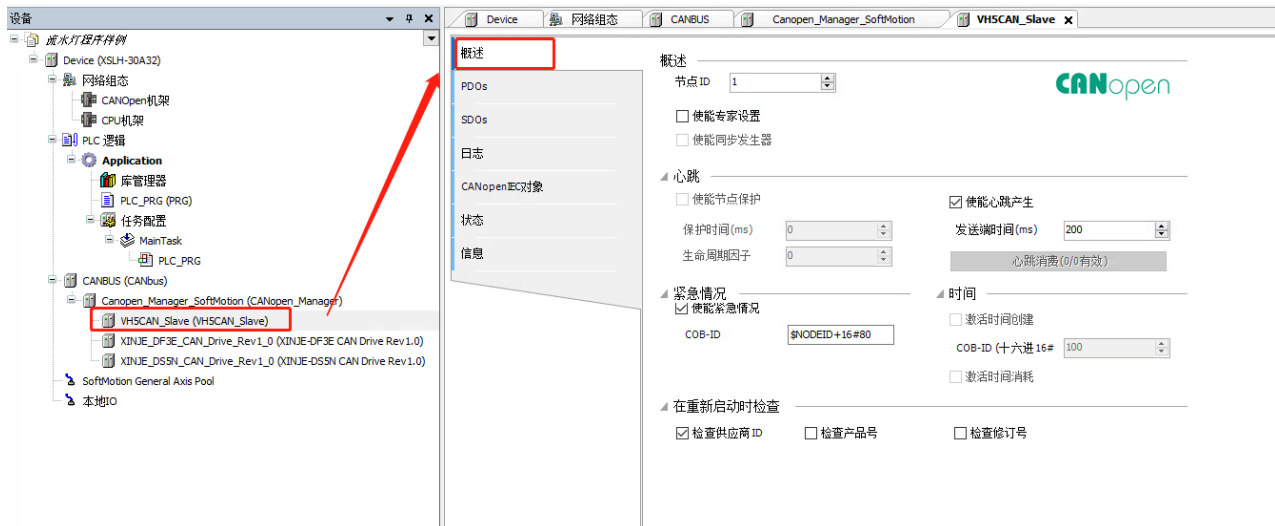 设备
流水灯程序样例
Device (XSLH-30A32)
网络组态
CANOpen机架
CPU机架
PLC 逻辑
Application
库管理器
PLC_PRG (PRG)
任务配置
MainTask
PLC_PRG
CANBUS (CANbus)
Canopen_Manager_SoftMotion (CANopen_Manager)
VH5CAN_Slave (VH5CAN_Slave)
XINJE_DF3E_CAN_Drive_Rev1_0 (XINJE-DF3E CAN Drive Rev1.0)
XINJE_DS5N_CAN_Drive_Rev1_0 (XINJE-DS5N CAN Drive Rev1.0)
SoftMotion General Axis Pool
本地IO
Device 网络组态 CANBUS Canopen_Manager_SoftMotion VH5CAN_Slave
概述
PDOs
SDOs
日志
CANopenIEC对象
状态
信息
概述
节点ID 1
CANopen
使能专家设置
使能同步发生器
心跳
使能节点保护 使能心跳产生
保护时间(ms) 0 发送端时间(ms) 200
生命周期因子 0 心跳消费(0/0有效)
紧急情况 时间
使能紧急情况 激活时间创建
COB-ID $NODEID+16#80 COB-ID (十六进 16# 100
激活时间消耗
在重新启动时检查
检查供应商ID 检查产品号 检查修订号